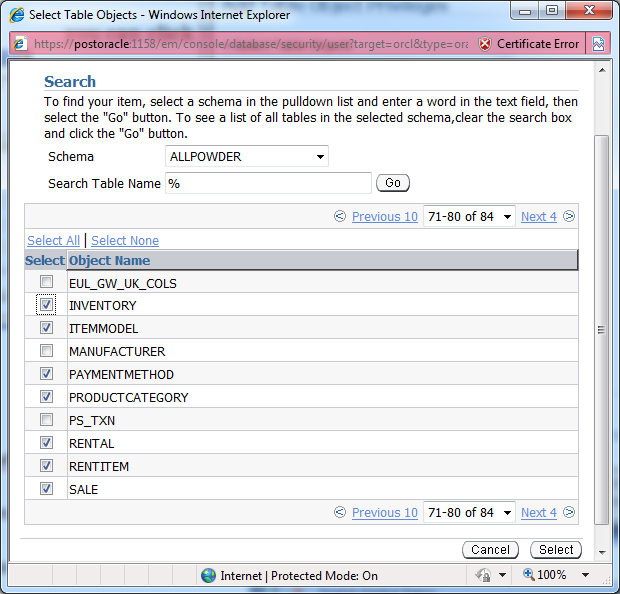 Select Table Objects - Windows Internet Explorer
https://postoracle:1158/em/console/database/security/user?target=orcl&type=ora Certificate Error
Search
To find your item, select a schema in the pulldown list and enter a word in the text field, then
select the "Go" button. To see a list of all tables in the selected schema,clear the search box
and click the "Go" button.
Schema ALLPOWDER
Search Table Name % Go
Previous 10 71-80 of 84 Next 4
Select All | Select None
Select Object Name
EUL_GW_UK_COLS
INVENTORY
ITEMMODEL
MANUFACTURER
PAYMENTMETHOD
PRODUCTCATEGORY
PS_TXN
RENTAL
RENTITEM
SALE
Previous 10 71-80 of 84 Next 4
Cancel Select
Internet | Protected Mode: On 100%